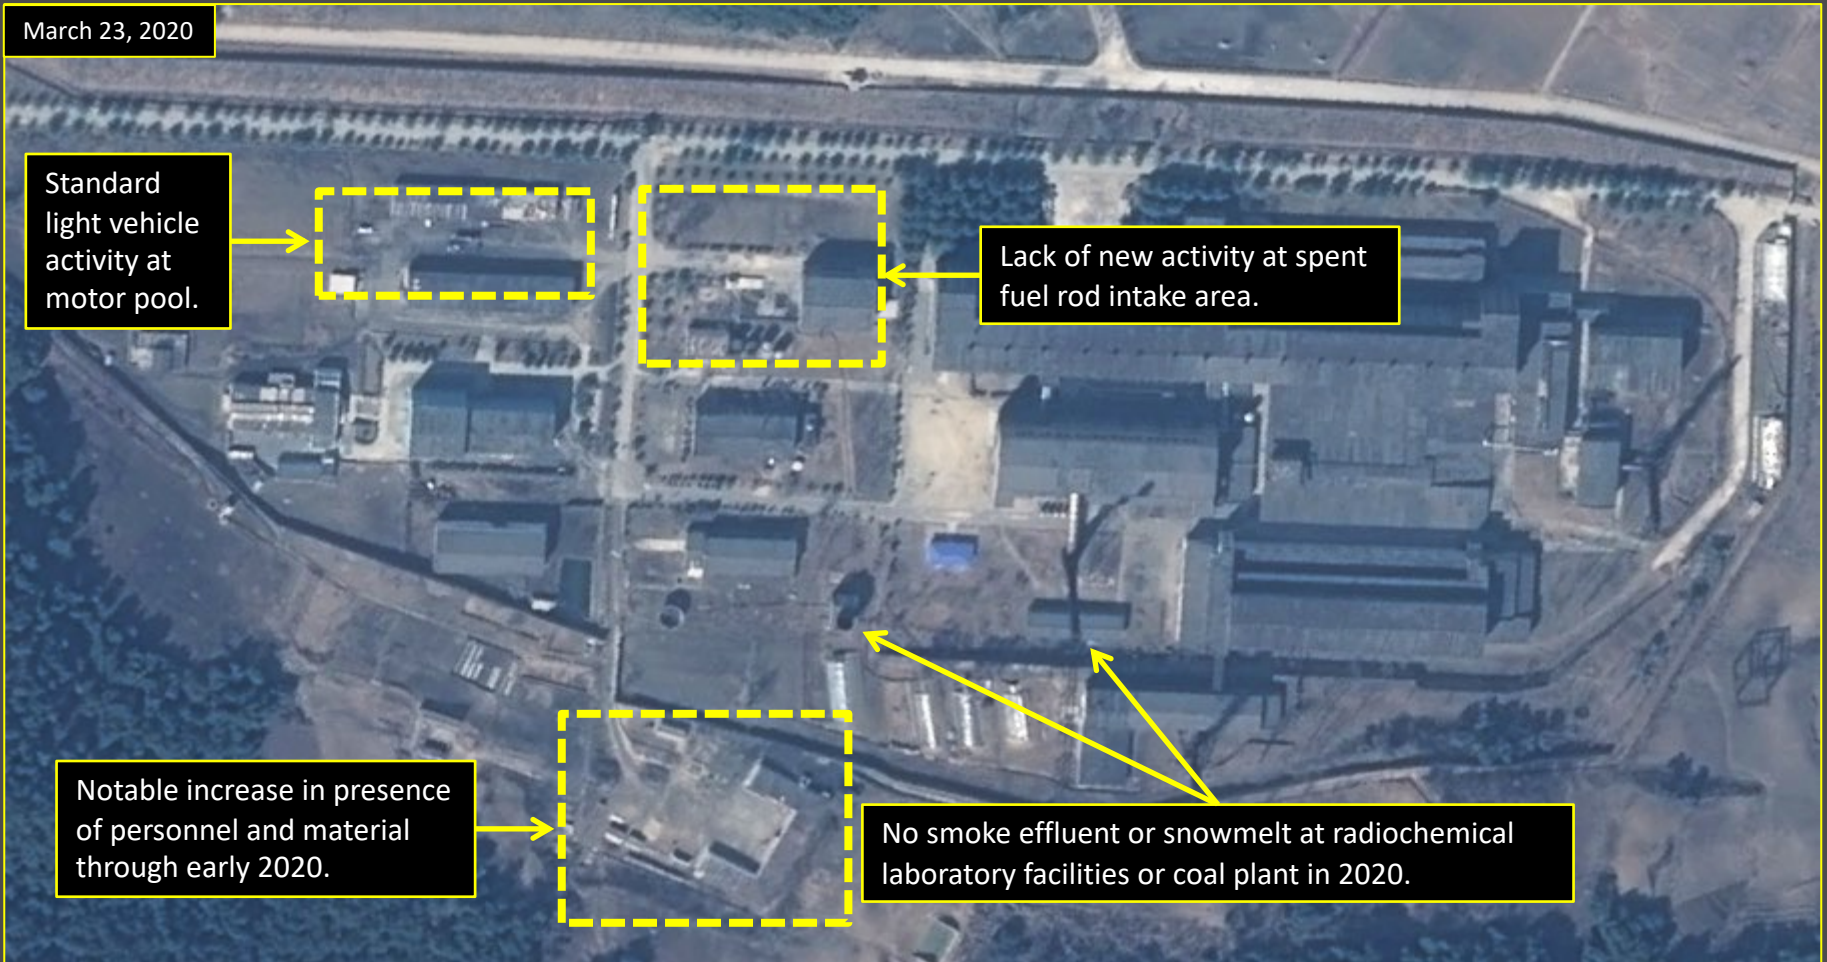 March 23, 2020
Standard
light vehicle
activity at
motor pool.
Lack of new activity at spent
fuel rod intake area.
Notable increase in presence
of personnel and material
through early 2020.
No smoke effluent or snowmelt at radiochemical
laboratory facilities or coal plant in 2020.